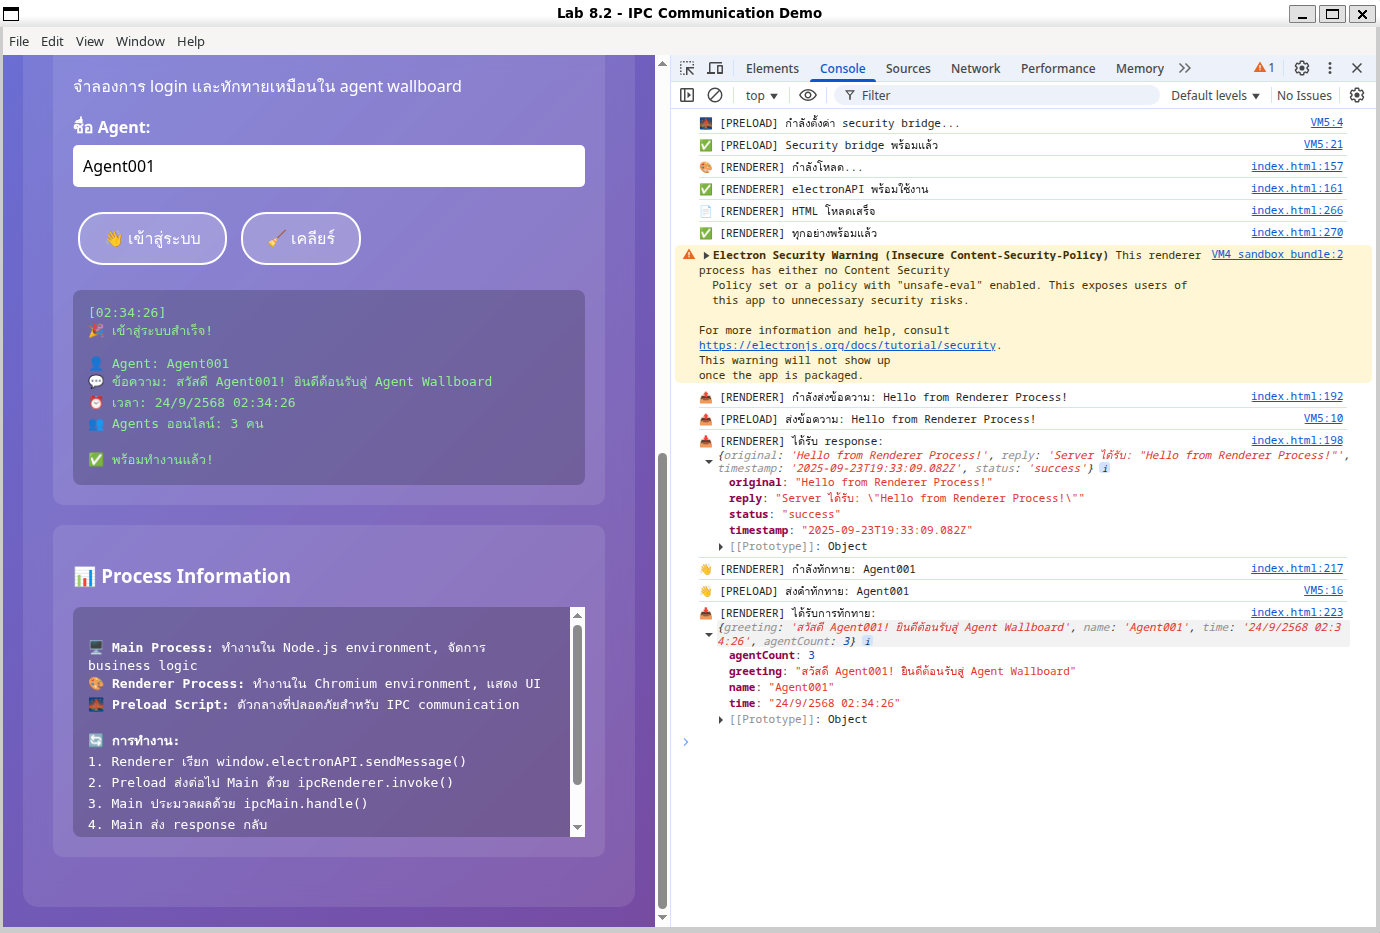 Lab 8.2 - IPC Communication Demo
File Edit View Window Help
จำลองการ login และทักทายเหมือนใน agent wallboard
ชื่อ Agent:
Agent001
👋 เข้าสู่ระบบ
🧹 เคลียร์
[02:34:26]
🎉 เข้าสู่ระบบสำเร็จ!
👤 Agent: Agent001
💬 ข้อความ: สวัสดี Agent001! ยินดีต้อนรับสู่ Agent Wallboard
⏰ เวลา: 24/9/2568 02:34:26
👥 Agents ออนไลน์: 3 คน
✅ พร้อมทำงานแล้ว!
📊 Process Information
🖥️ Main Process: ทำงานใน Node.js environment, จัดการ
business logic
🎨 Renderer Process: ทำงานใน Chromium environment, แสดง UI
🌉 Preload Script: ตัวกลางที่ปลอดภัยสำหรับ IPC communication
🔄 การทำงาน:
1. Renderer เรียก window.electronAPI.sendMessage()
2. Preload ส่งต่อไป Main ด้วย ipcRenderer.invoke()
3. Main ประมวลผลด้วย ipcMain.handle()
4. Main ส่ง response กลับ
Elements Console Sources Network Performance Memory 1
top Filter Default levels No Issues
🌉 [PRELOAD] กำลังตั้งค่า security bridge... VM5:4
✅ [PRELOAD] Security bridge พร้อมแล้ว VM5:21
🎨 [RENDERER] กำลังโหลด... index.html:157
✅ [RENDERER] electronAPI พร้อมใช้งาน index.html:161
📄 [RENDERER] HTML โหลดเสร็จ index.html:266
✅ [RENDERER] ทุกอย่างพร้อมแล้ว index.html:270
Electron Security Warning (Insecure Content-Security-Policy) This renderer VM4 sandbox_bundle:2
process has either no Content Security
Policy set or a policy with "unsafe-eval" enabled. This exposes users of
this app to unnecessary security risks.
For more information and help, consult
https://electronjs.org/docs/tutorial/security.
This warning will not show up
once the app is packaged.
📤 [RENDERER] กำลังส่งข้อความ: Hello from Renderer Process! index.html:192
📤 [PRELOAD] ส่งข้อความ: Hello from Renderer Process! VM5:10
📥 [RENDERER] ได้รับ response: index.html:198
{original: 'Hello from Renderer Process!', reply: 'Server ได้รับ: "Hello from Renderer Process!"',
timestamp: '2025-09-23T19:33:09.082Z', status: 'success'}
original: "Hello from Renderer Process!"
reply: "Server ได้รับ: \"Hello from Renderer Process!\""
status: "success"
timestamp: "2025-09-23T19:33:09.082Z"
[[Prototype]]: Object
👋 [RENDERER] กำลังทักทาย: Agent001 index.html:217
👋 [PRELOAD] ส่งคำทักทาย: Agent001 VM5:16
📥 [RENDERER] ได้รับการทักทาย: index.html:223
{greeting: 'สวัสดี Agent001! ยินดีต้อนรับสู่ Agent Wallboard', name: 'Agent001', time: '24/9/2568 02:3
4:26', agentCount: 3}
agentCount: 3
greeting: "สวัสดี Agent001! ยินดีต้อนรับสู่ Agent Wallboard"
name: "Agent001"
time: "24/9/2568 02:34:26"
[[Prototype]]: Object